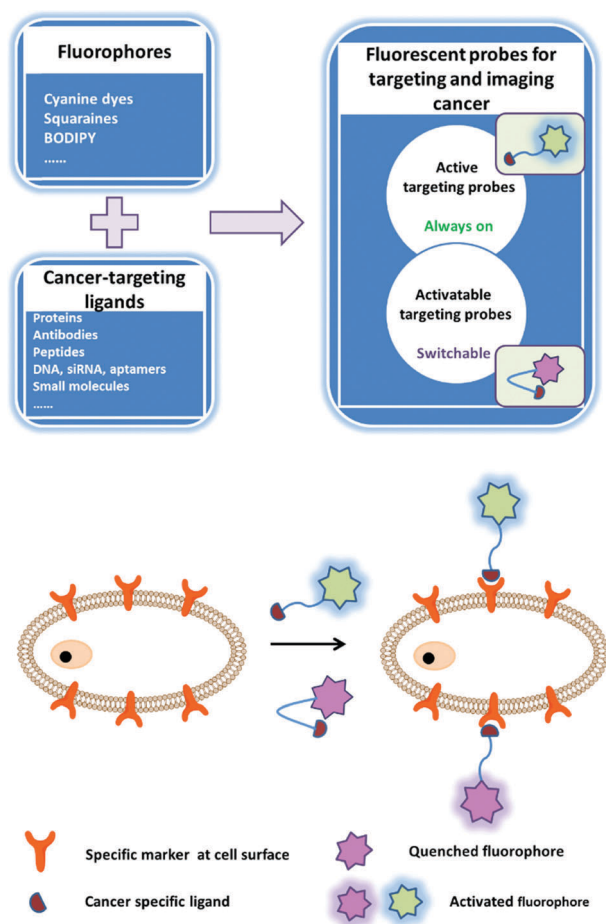 Fluorophores
Cyanine dyes
Squaraines
BODIPY
......
Cancer-targeting
ligands
Proteins
Antibodies
Peptides
DNA, siRNA, aptamers
Small molecules
......
Fluorescent probes for
targeting and imaging
cancer
Active
targeting probes
Always on
Activatable
targeting probes
Switchable
Specific marker at cell surface
Quenched fluorophore
Cancer specific ligand
Activated fluorophore